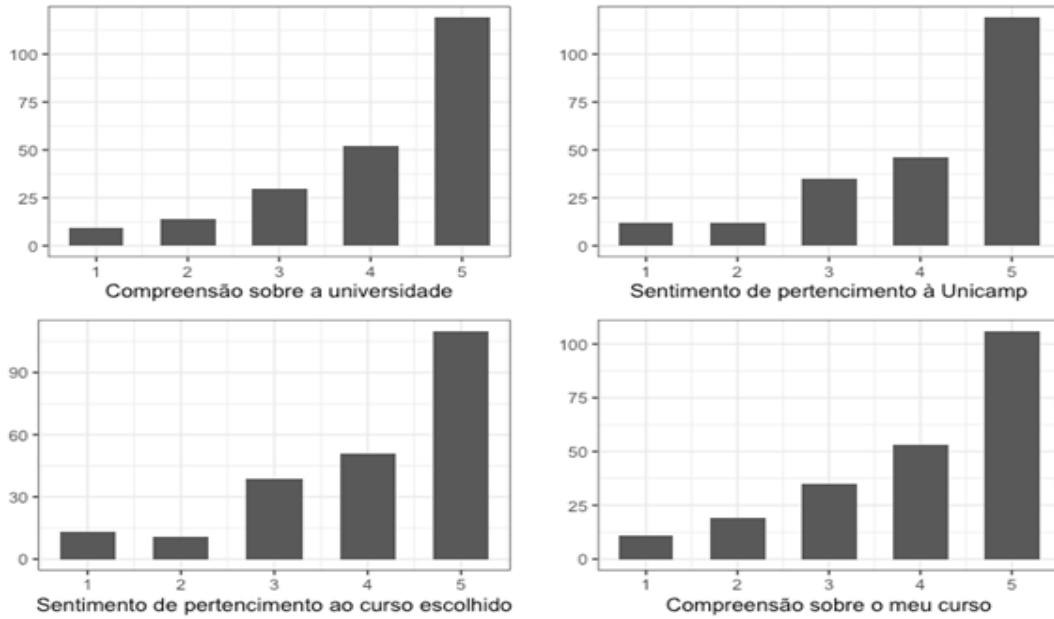 100
75
50
25
0
1 2 3 4 5
Compreensão sobre a universidade
100
75
50
25
0
1 2 3 4 5
Sentimento de pertencimento à Unicamp
90
60
30
0
1 2 3 4 5
Sentimento de pertencimento ao curso escolhido
100
75
50
25
0
1 2 3 4 5
Compreensão sobre o meu curso